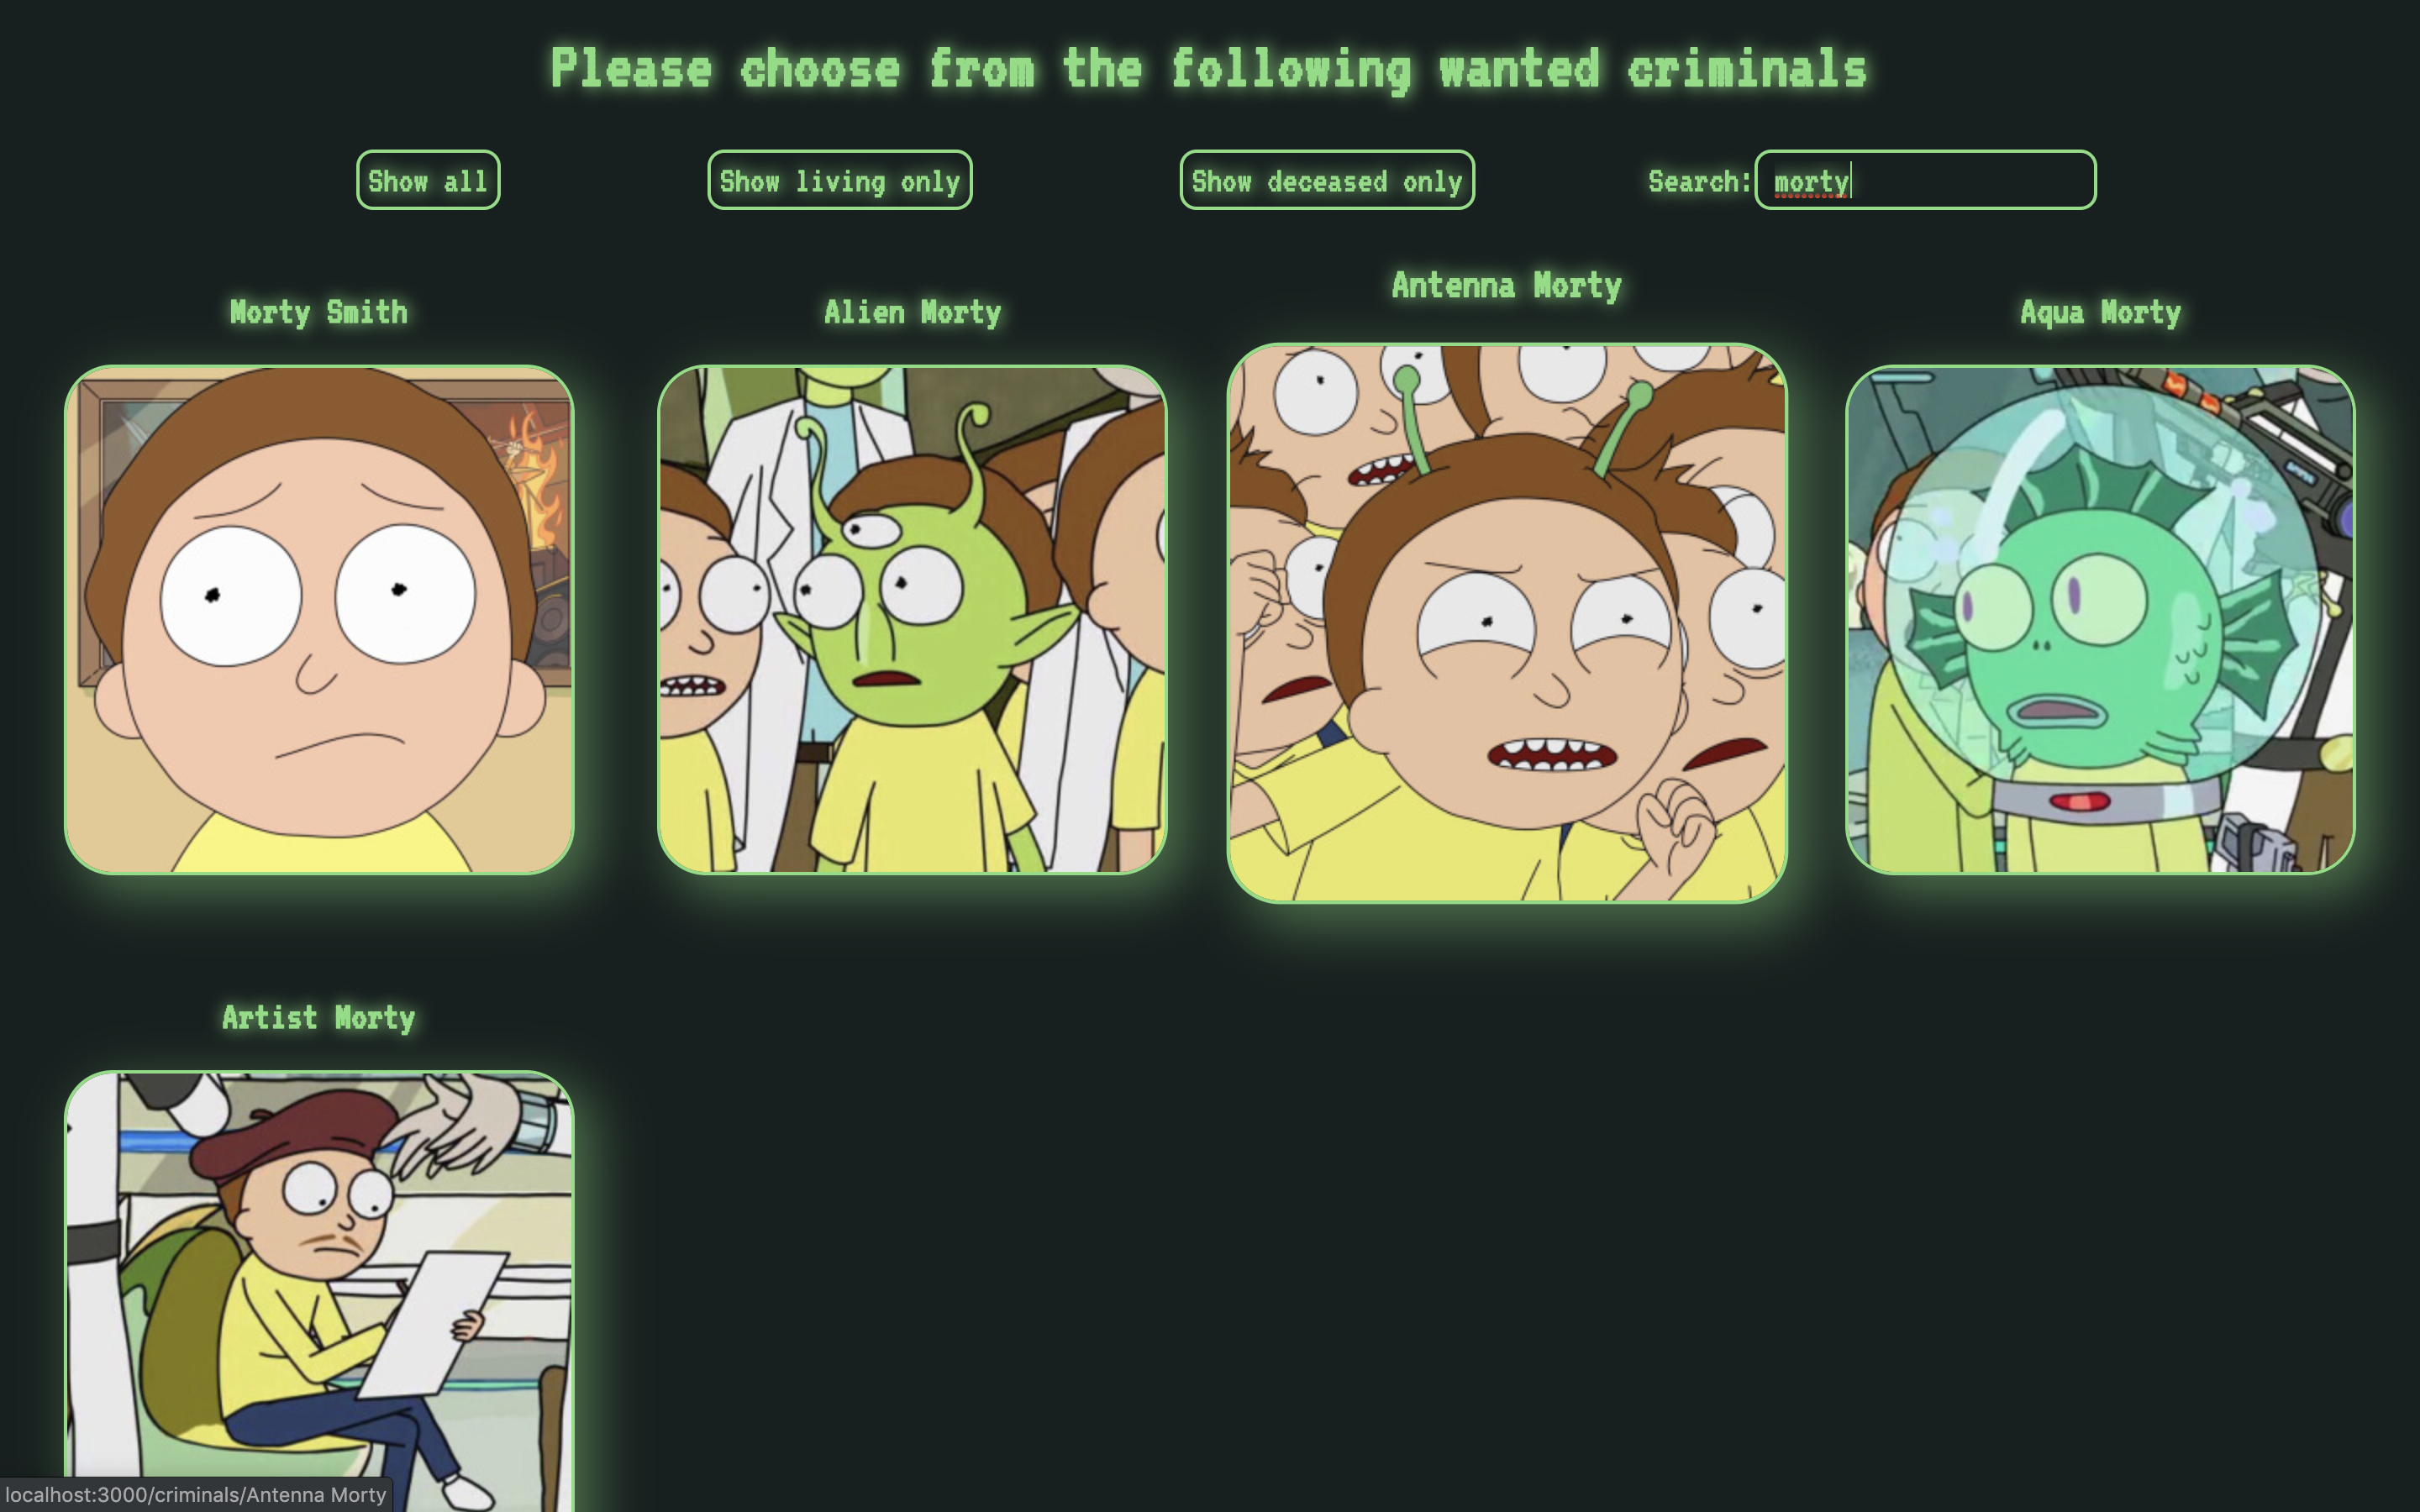 Please choose from the following wanted criminals
Show all
Show living only
Show deceased only
Search: morty
Morty Smith
Alien Morty
Antenna Morty
Aqua Morty
Artist Morty
localhost:3000/criminals/Antenna Morty